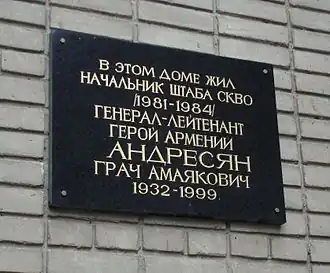 В ЭТОМ ДОМЕ ЖИЛ
НАЧАЛЬНИК ШТАБА СКВО
/1981-1984/
ГЕНЕРАЛ-ЛЕЙТЕНАНТ
ГЕРОЙ АРМЕНИИ
АНДРЕСЯН
ГРАЧ АМАЯКОВИЧ
1932-1999